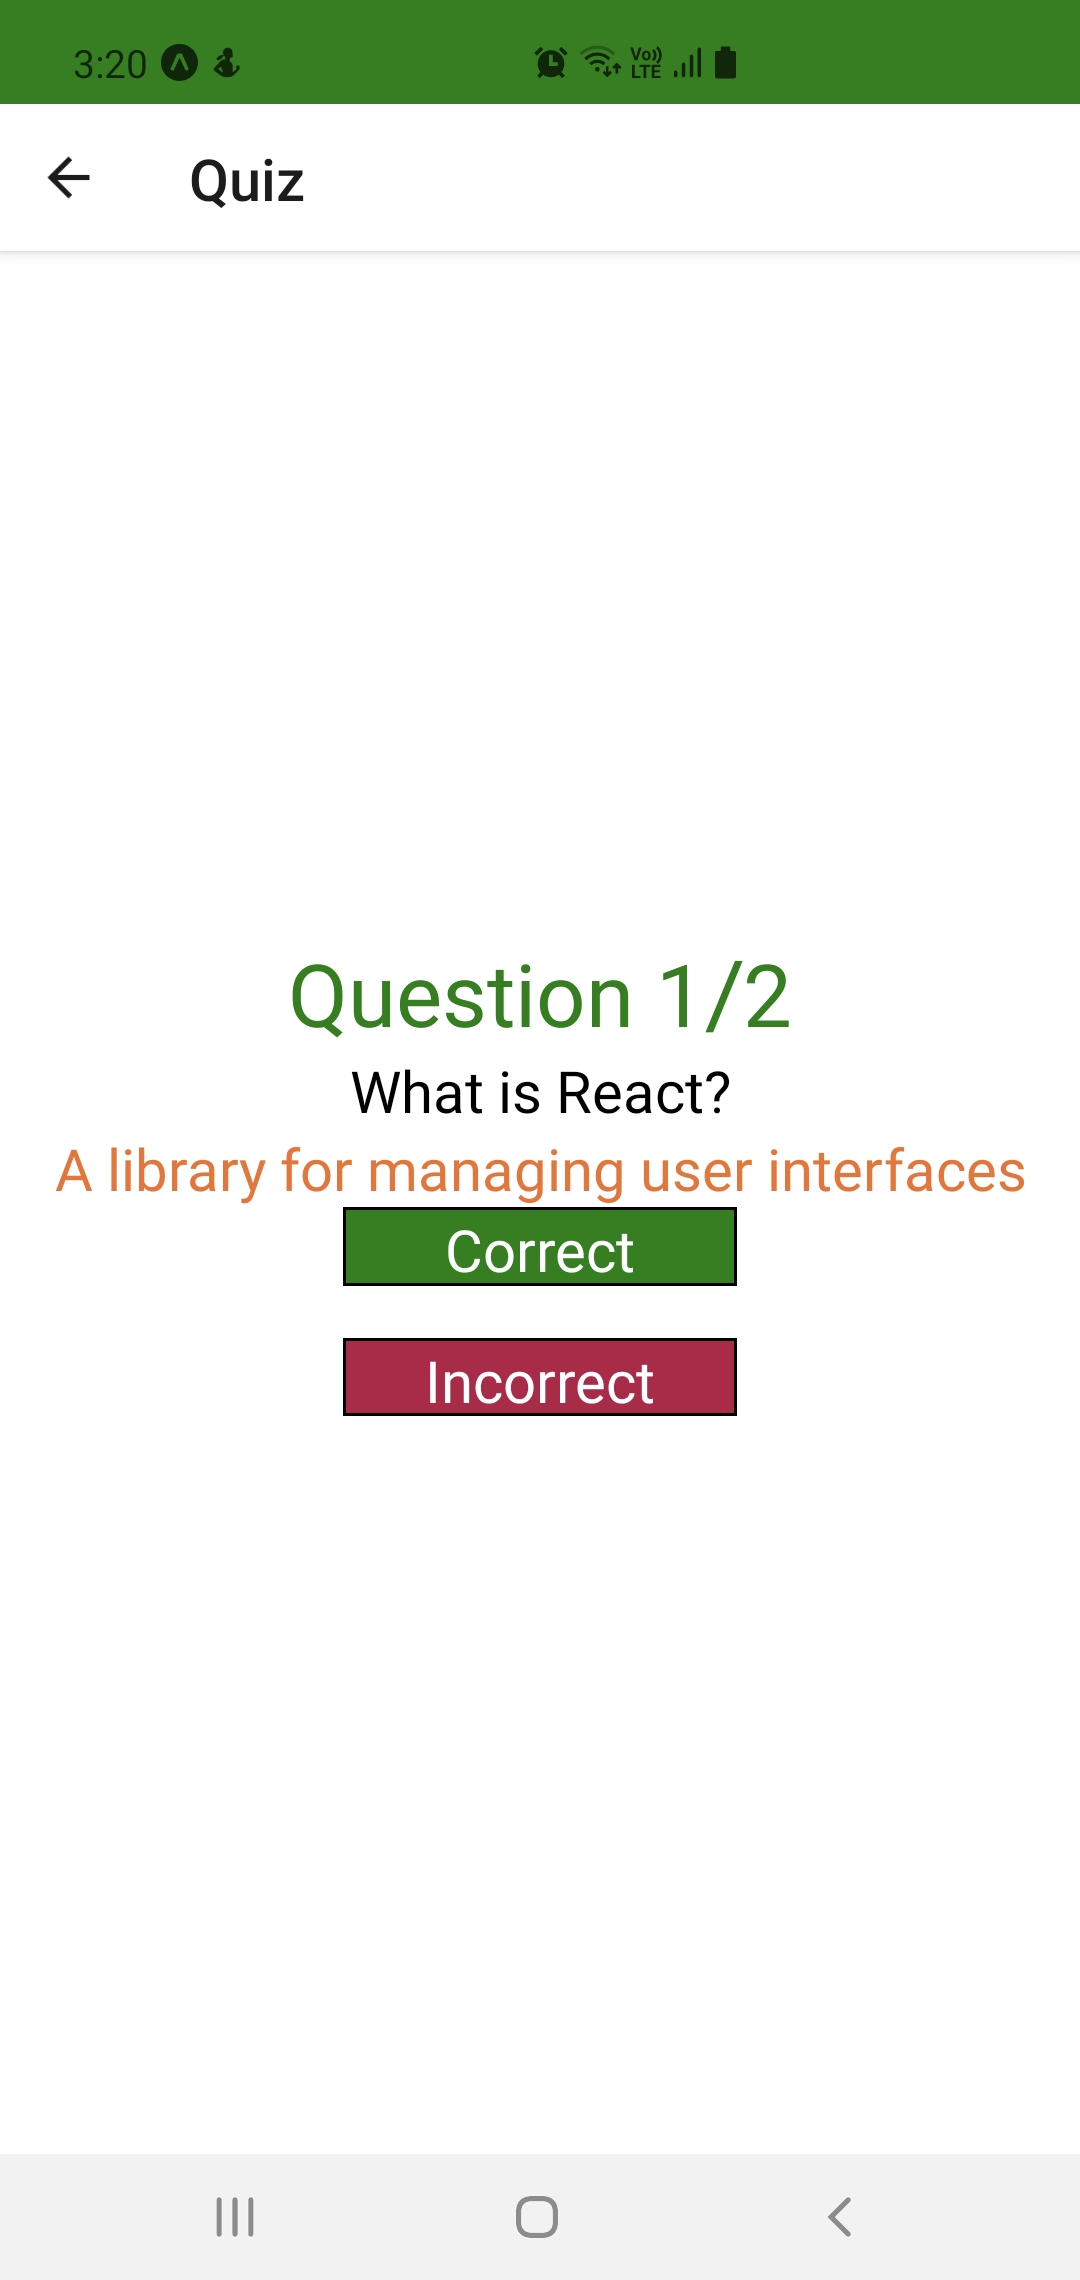 3:20 Vo)) LTE
Quiz
Question 1/2
What is React?
A library for managing user interfaces
Correct
Incorrect